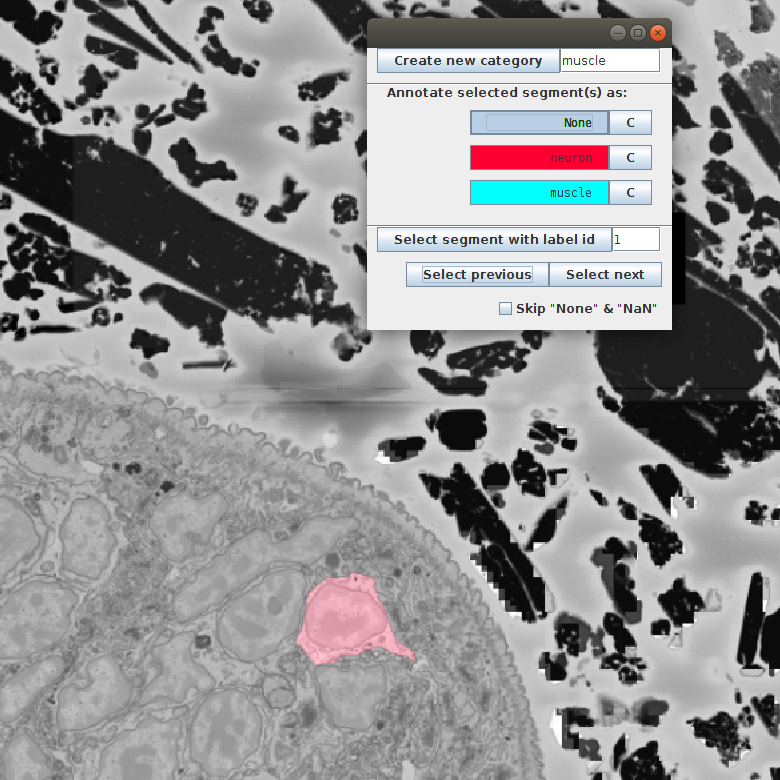 Create new category muscle
Annotate selected segment(s) as:
None C
neuron C
muscle C
Select segment with label id 1
Select previous Select next
Skip "None" & "NaN"